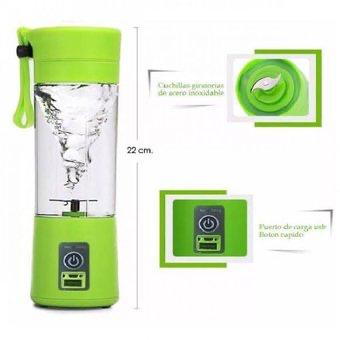 Cuchillas giratorias
de acero inoxidable
22 cm.
Puerto de carga usb
Boton rapido